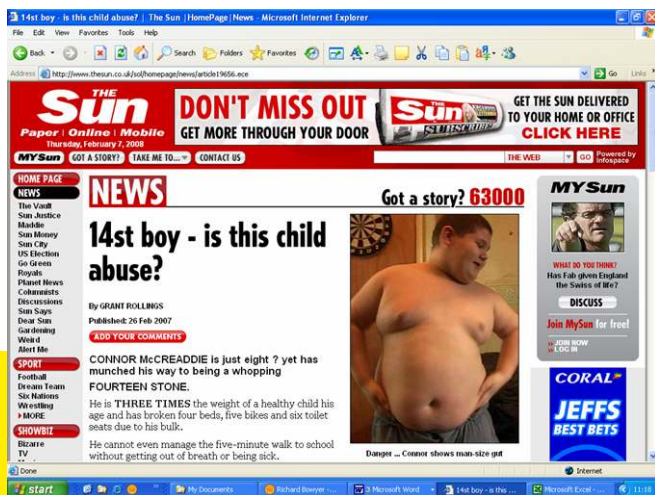 14st boy - is this child abuse? | The Sun |HomePage|News - Microsoft Internet Explorer
File Edit View Favorites Tools Help
Back Search Folders Favorites
Address http://www.thesun.co.uk/sol/homepage/news/article19656.ece Go Links
THE Sun
Paper | Online | Mobile
Thursday, February 7, 2008
DON'T MISS OUT
GET MORE THROUGH YOUR DOOR
THE Sun
SUBSCRIBE
GET THE SUN DELIVERED
TO YOUR HOME OR OFFICE
CLICK HERE
MYSun GOT A STORY? TAKE ME TO... CONTACT US THE WEB GO Powered by Infospace
HOME PAGE
NEWS
The Vault
Sun Justice
Maddie
Sun Money
Sun City
US Election
Go Green
Royals
Planet News
Columnists
Discussions
Sun Says
Dear Sun
Gardening
Weird
Alert Me
SPORT
Football
Dream Team
Six Nations
Wrestling
MORE
SHOWBIZ
Bizarre
TV
NEWS
Got a story? 63000
14st boy - is this child
abuse?
By GRANT ROLLINGS
Published: 26 Feb 2007
ADD YOUR COMMENTS
CONNOR McCREADDIE is just eight ? yet has
munched his way to being a whopping
FOURTEEN STONE.
He is THREE TIMES the weight of a healthy child his
age and has broken four beds, five bikes and six toilet
seats due to his bulk.
He cannot even manage the five-minute walk to school
without getting out of breath or being sick.
Danger ... Connor shows man-size gut
MYSun
WHAT DO YOU THINK?
Has Fab given England
the Swiss of life?
DISCUSS
Join MySun for free!
JOIN NOW
LOG IN
CORAL
JEFFS
BEST BETS
Done Internet
start My Documents Richard Bowyer -... 3 Microsoft Word 14st boy - is this ... Microsoft Excel - ... 11:18